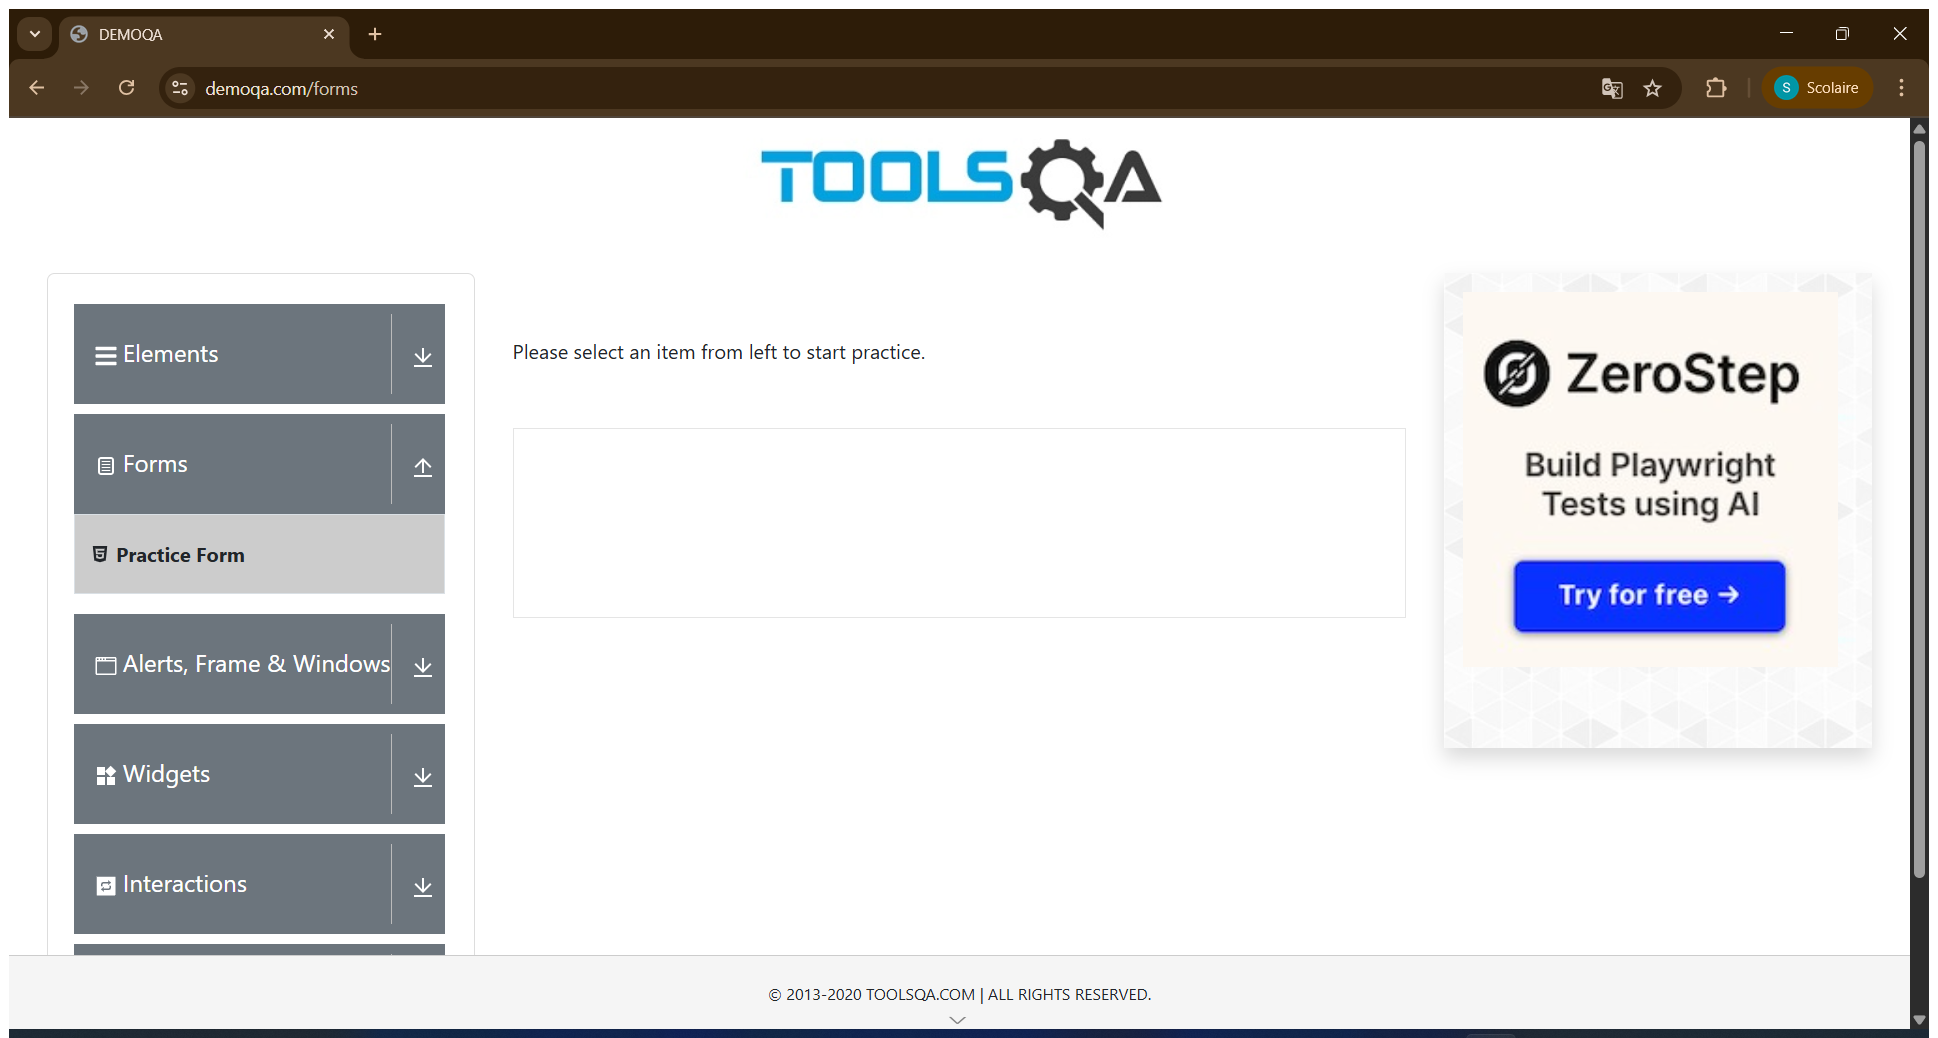 DEMOQA
demoqa.com/forms
S Scolaire
TOOLSQA
Elements
Forms
Practice Form
Alerts, Frame & Windows
Widgets
Interactions
Please select an item from left to start practice.
ZeroStep
Build Playwright
Tests using AI
Try for free →
© 2013-2020 TOOLSQA.COM | ALL RIGHTS RESERVED.